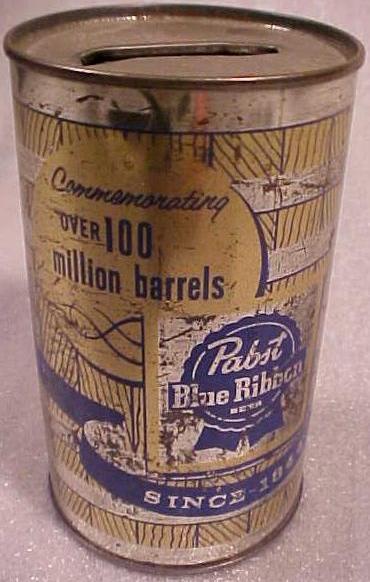 Commemorating
OVER 100
million barrels
Pabst
Blue Ribbon
BEER
SINCE